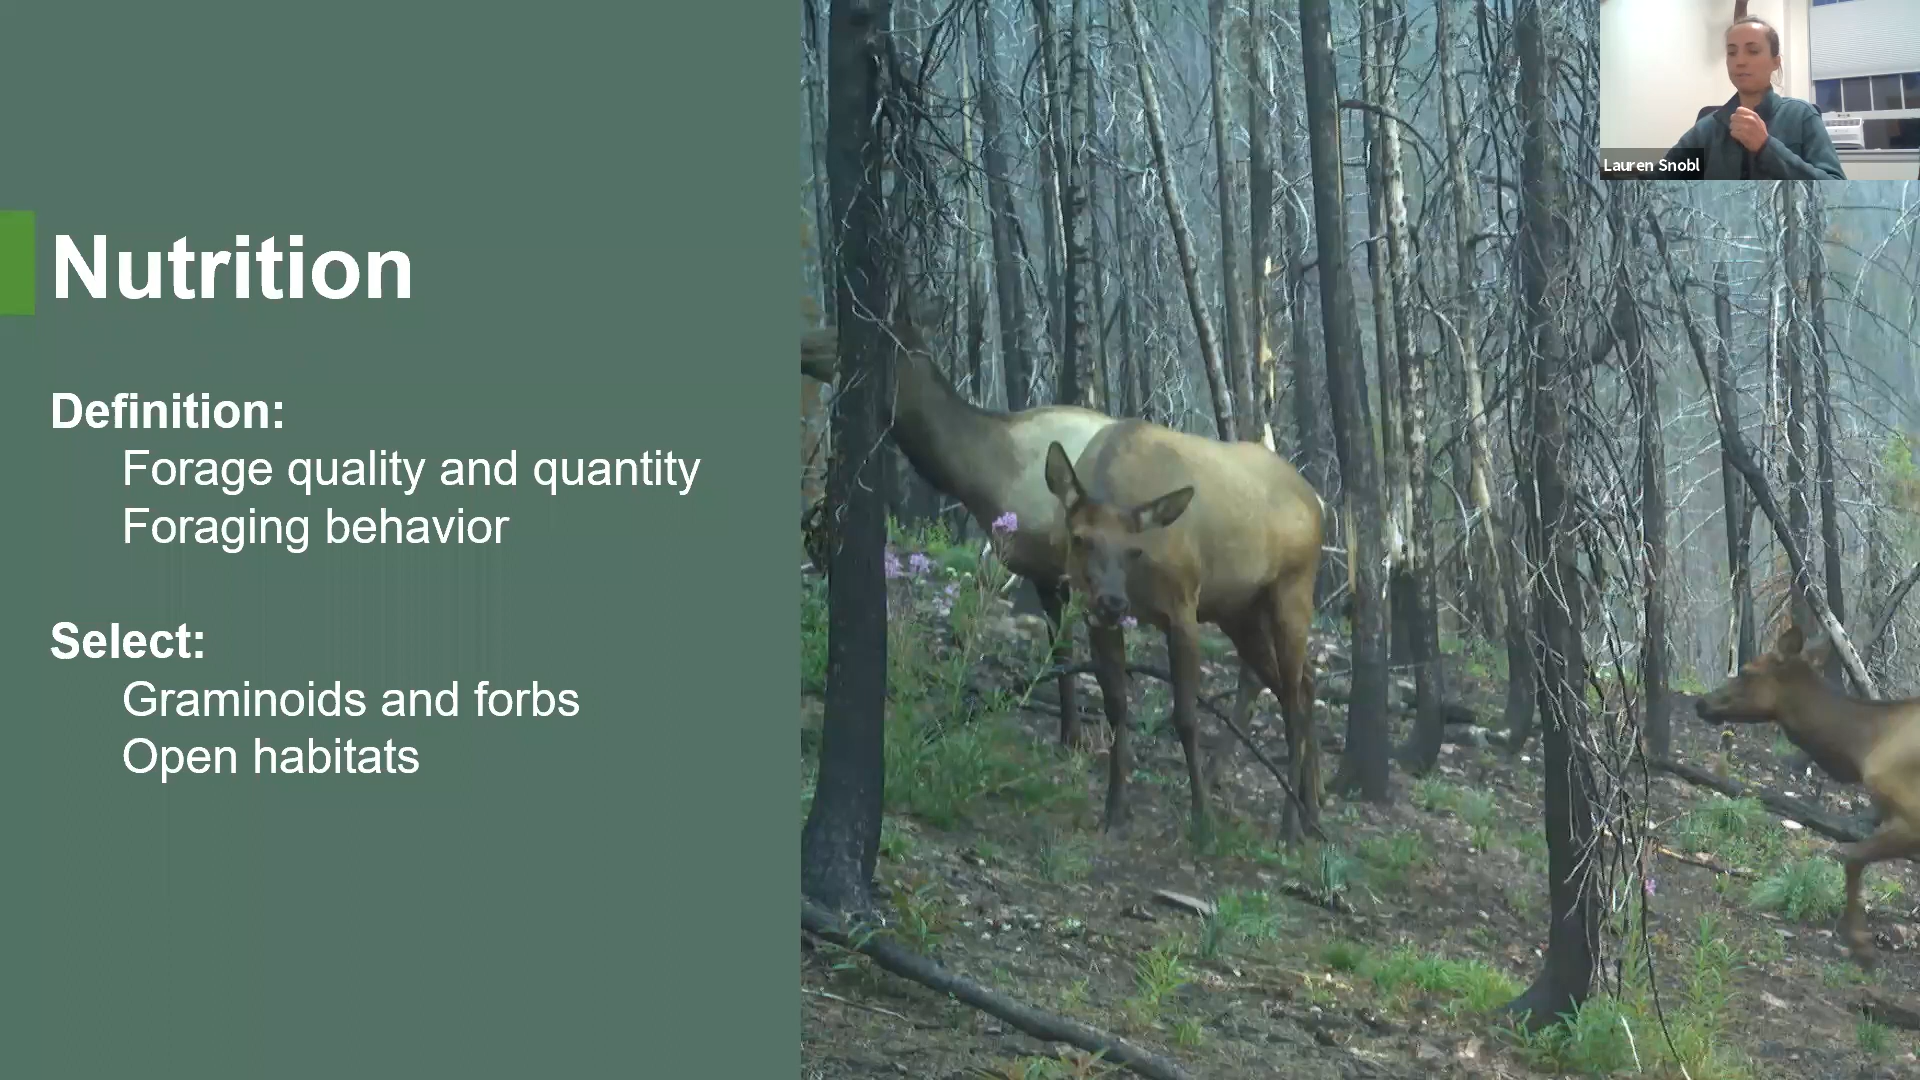 Nutrition
Definition:
Forage quality and quantity
Foraging behavior
Select:
Graminoids and forbs
Open habitats
Lauren Snobl